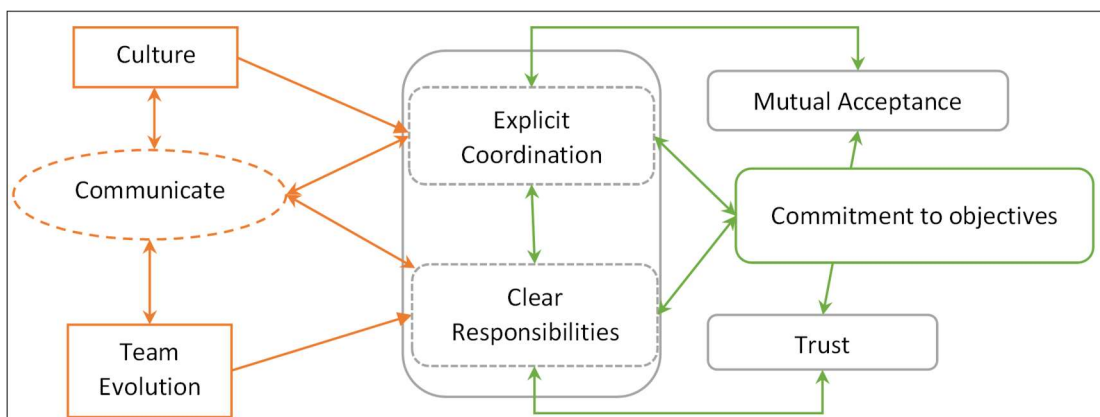 Culture
Communicate
Team
Evolution
Explicit
Coordination
Clear
Responsibilities
Mutual Acceptance
Commitment to objectives
Trust